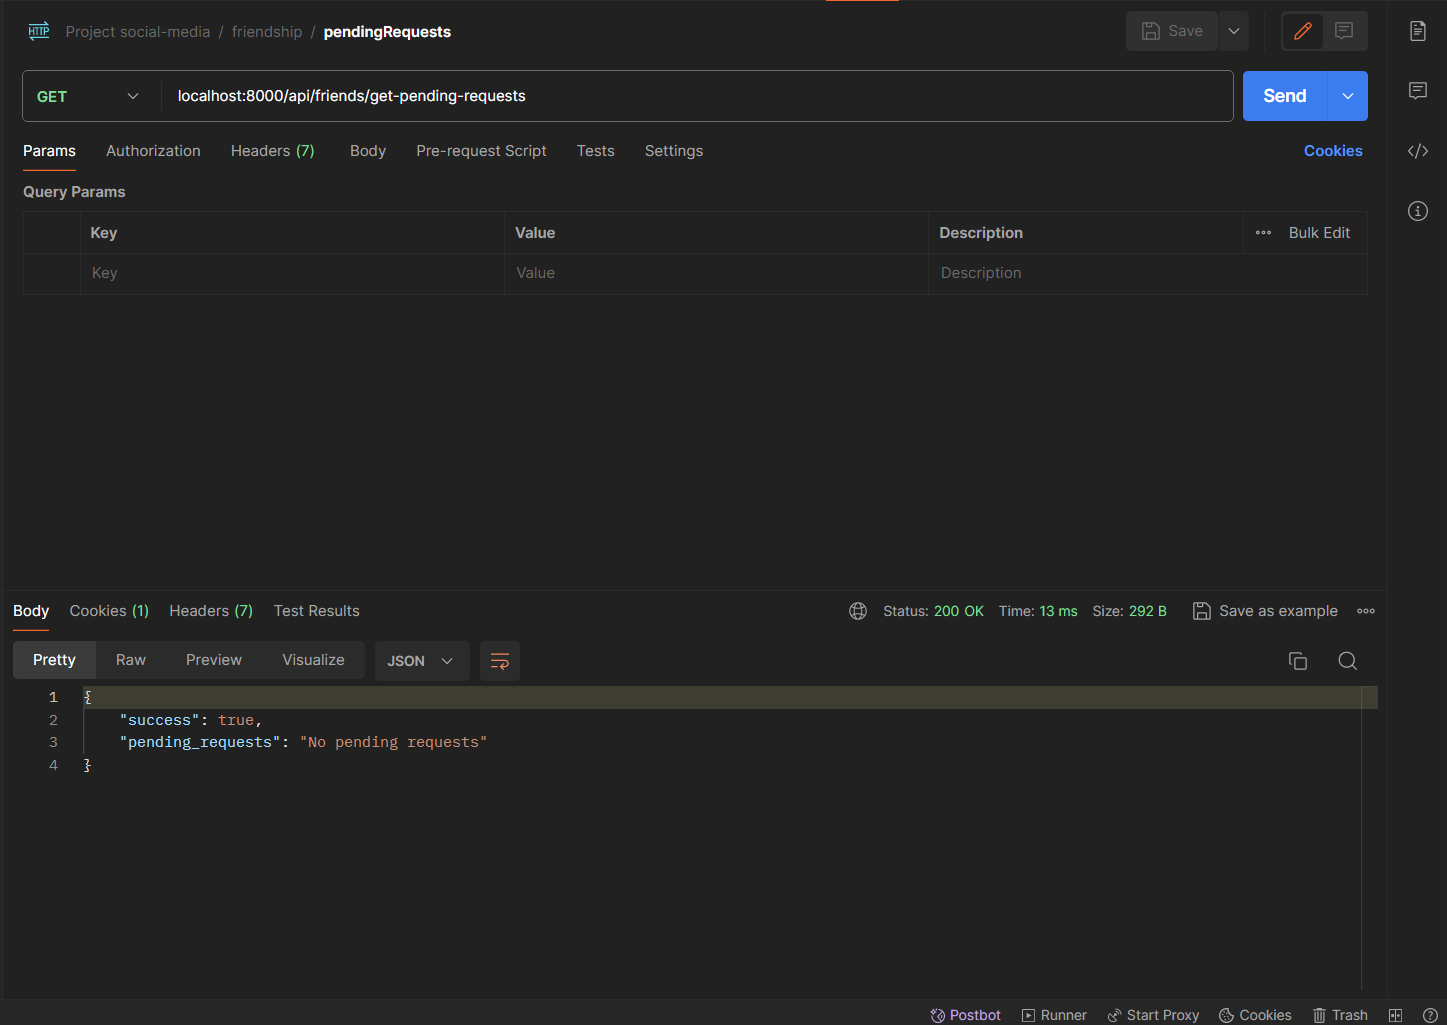 HTTP Project social-media / friendship / pendingRequests Save
GET localhost:8000/api/friends/get-pending-requests Send
Params Authorization Headers (7) Body Pre-request Script Tests Settings Cookies
Query Params
Key Value Description Bulk Edit
Key Value Description
Body Cookies (1) Headers (7) Test Results Status: 200 OK Time: 13 ms Size: 292 B Save as example
Pretty Raw Preview Visualize JSON
1 {
2 "success": true,
3 "pending_requests": "No pending requests"
4 }
Postbot Runner Start Proxy Cookies Trash